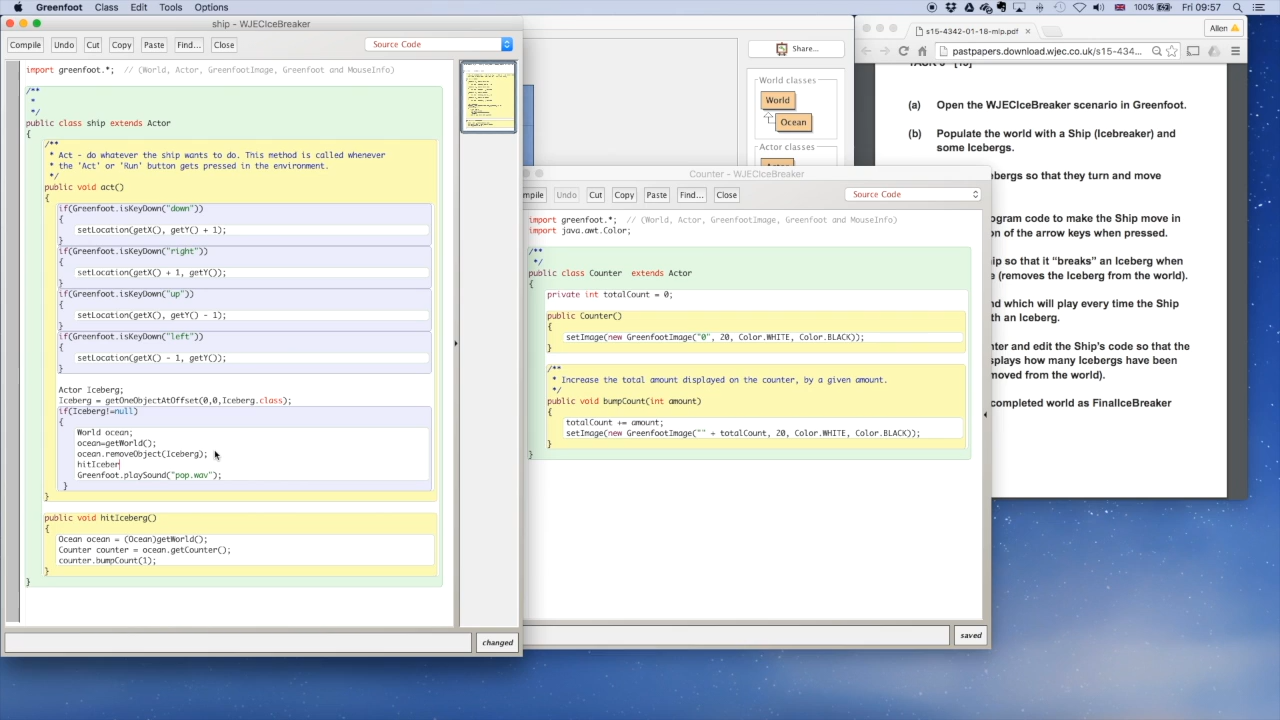 Greenfoot Class Edit Tools Options
100% Fri 09:57
ship - WJECIceBreaker
Compile Undo Cut Copy Paste Find... Close Source Code
import greenfoot.*; // (World, Actor, GreenfootImage, Greenfoot and MouseInfo)
/**
*
*/
public class ship extends Actor
{
/**
* Act - do whatever the ship wants to do. This method is called whenever
* the 'Act' or 'Run' button gets pressed in the environment.
*/
public void act()
{
if(Greenfoot.isKeyDown("down"))
{
setLocation(getX(), getY() + 1);
}
if(Greenfoot.isKeyDown("right"))
{
setLocation(getX() + 1, getY());
}
if(Greenfoot.isKeyDown("up"))
{
setLocation(getX(), getY() - 1);
}
if(Greenfoot.isKeyDown("left"))
{
setLocation(getX() - 1, getY());
}
Actor Iceberg;
Iceberg = getOneObjectAtOffset(0,0,Iceberg.class);
if(Iceberg!=null)
{
World ocean;
ocean=getWorld();
ocean.removeObject(Iceberg);
hitIceber
Greenfoot.playSound("pop.wav");
}
}
public void hitIceberg()
{
Ocean ocean = (Ocean)getWorld();
Counter counter = ocean.getCounter();
counter.bumpCount(1);
}
}
changed
Share...
World classes
World
Ocean
Actor classes
Counter - WJECIceBreaker
mpile Undo Cut Copy Paste Find... Close Source Code
import greenfoot.*; // (World, Actor, GreenfootImage, Greenfoot and MouseInfo)
import java.awt.Color;
/**
*/
public class Counter extends Actor
{
private int totalCount = 0;
public Counter()
{
setImage(new GreenfootImage("0", 20, Color.WHITE, Color.BLACK));
}
/**
* Increase the total amount displayed on the counter, by a given amount.
*/
public void bumpCount(int amount)
{
totalCount += amount;
setImage(new GreenfootImage("" + totalCount, 20, Color.WHITE, Color.BLACK));
}
}
saved
s15-4342-01-18-mlp.pdf
Allen
pastpapers.download.wjec.co.uk/s15-434...
(a) Open the WJECIceBreaker scenario in Greenfoot.
(b) Populate the world with a Ship (Icebreaker) and
some Icebergs.
ebergs so that they turn and move
ogram code to make the Ship move in
on of the arrow keys when pressed.
hip so that it "breaks" an Iceberg when
e (removes the Iceberg from the world).
nd which will play every time the Ship
th an Iceberg.
nter and edit the Ship's code so that the
splays how many Icebergs have been
moved from the world).
completed world as FinalIceBreaker